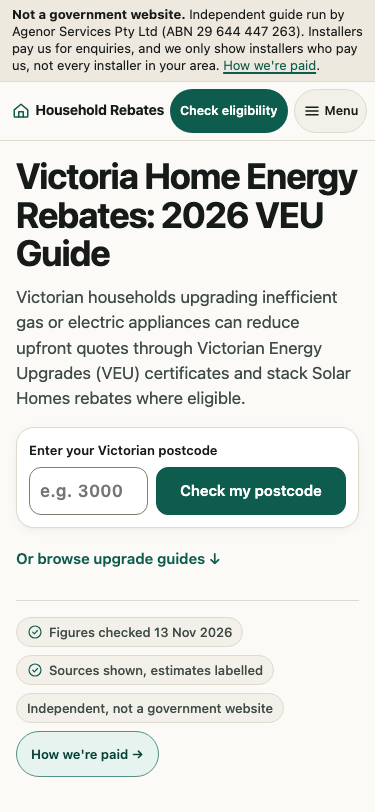 Not a government website. Independent guide run by
Agenor Services Pty Ltd (ABN 29 644 447 263). Installers
pay us for enquiries, and we only show installers who pay
us, not every installer in your area. How we're paid.
Household Rebates
Check eligibility
Menu
Victoria Home Energy
Rebates: 2026 VEU
Guide
Victorian households upgrading inefficient
gas or electric appliances can reduce
upfront quotes through Victorian Energy
Upgrades (VEU) certificates and stack Solar
Homes rebates where eligible.
Enter your Victorian postcode
e.g. 3000
Check my postcode
Or browse upgrade guides ↓
Figures checked 13 Nov 2026
Sources shown, estimates labelled
Independent, not a government website
How we're paid →